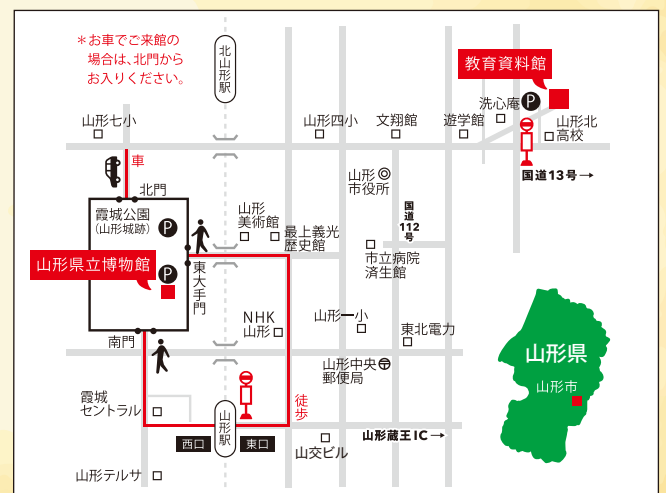 ＊お車でご来館の
場合は、北門から
お入りください。
北山形駅
教育資料館
P
洗心庵
山形七小
山形四小
文翔館
遊学館
山形北
高校
車
国道13号→
北門
山形
市役所
霞城公園
(山形城跡)
P
山形
美術館
国道
112
号
最上義光
歴史館
山形県立博物館
P
東大手門
市立病院
済生館
NHK
山形
山形一小
東北電力
南門
山形県
山形中央
郵便局
山形市
霞城
セントラル
徒歩
山形駅
西口
東口
山形蔵王IC→
山交ビル
山形テルサ